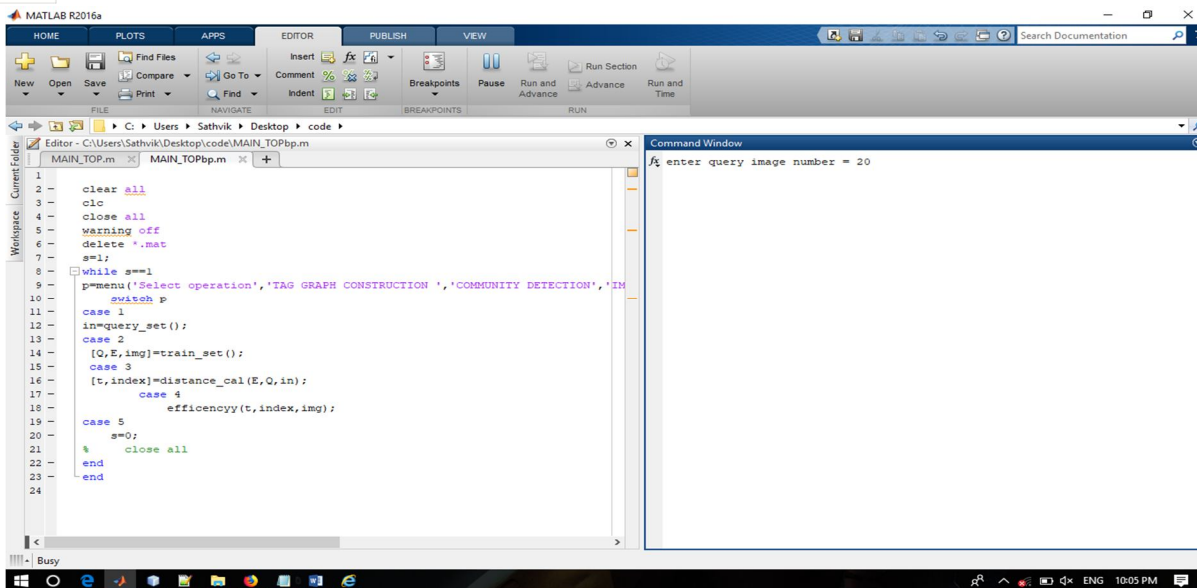 MATLAB R2016a
HOME PLOTS APPS EDITOR PUBLISH VIEW
Search Documentation
New Open Save Find Files Compare Print
Go To Find
Insert fx
Comment %
Indent
Breakpoints
Pause Run and Advance Run Section Advance Run and Time
FILE NAVIGATE EDIT BREAKPOINTS RUN
C: Users Sathvik Desktop code
Current Folder
Workspace
Editor - C:\Users\Sathvik\Desktop\code\MAIN_TOPbp.m
MAIN_TOP.m MAIN_TOPbp.m +
1
2 - clear all
3 - clc
4 - close all
5 - warning off
6 - delete *.mat
7 - s=1;
8 - while s==1
9 - p=menu('Select operation','TAG GRAPH CONSTRUCTION ','COMMUNITY DETECTION','IM
10 - switch p
11 - case 1
12 - in=query_set();
13 - case 2
14 - [Q,E,img]=train_set();
15 - case 3
16 - [t,index]=distance_cal(E,Q,in);
17 - case 4
18 - efficencyy(t,index,img);
19 - case 5
20 - s=0;
21 % close all
22 - end
23 - end
24
Command Window
fx enter query image number = 20
Busy
ENG 10:05 PM